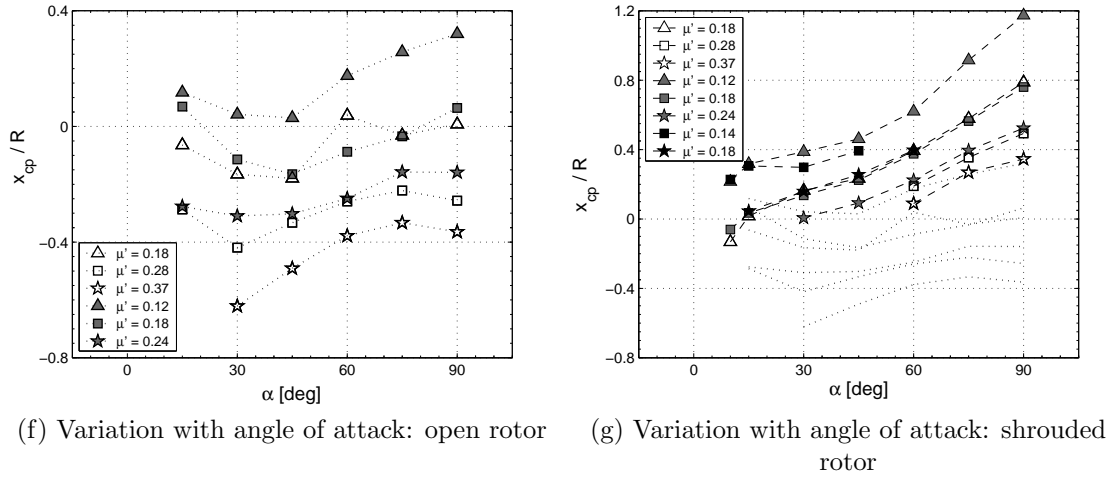 0.4
0
−0.4
−0.8
x_cp / R
μ' = 0.18
μ' = 0.28
μ' = 0.37
μ' = 0.12
μ' = 0.18
μ' = 0.24
0 30 60 90
α [deg]
(f) Variation with angle of attack: open rotor
1.2
0.8
0.4
0
−0.4
−0.8
x_cp / R
μ' = 0.18
μ' = 0.28
μ' = 0.37
μ' = 0.12
μ' = 0.18
μ' = 0.24
μ' = 0.14
μ' = 0.18
0 30 60 90
α [deg]
(g) Variation with angle of attack: shrouded
rotor